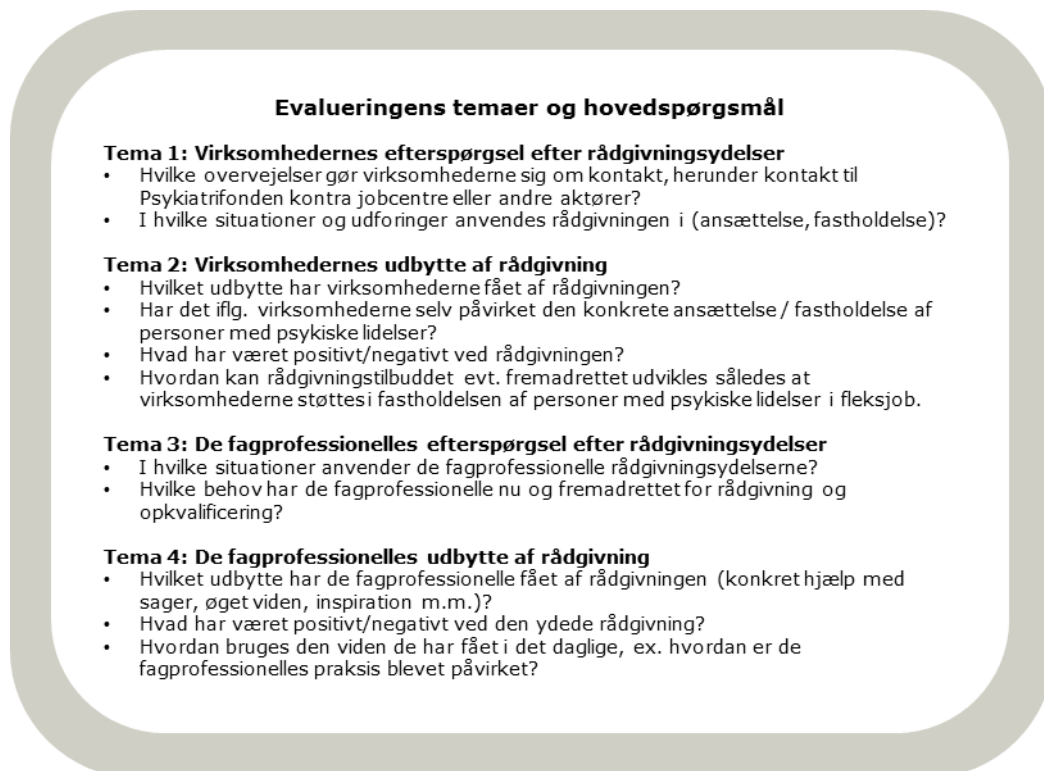 Evalueringens temaer og hovedspørgsmål
Tema 1: Virksomhedernes efterspørgsel efter rådgivningsydelser
• Hvilke overvejelser gør virksomhederne sig om kontakt, herunder kontakt til
Psykiatrifonden kontra jobcentre eller andre aktører?
• I hvilke situationer og udforinger anvendes rådgivningen i (ansættelse, fastholdelse)?
Tema 2: Virksomhedernes udbytte af rådgivning
• Hvilket udbytte har virksomhederne fået af rådgivningen?
• Har det iflg. virksomhederne selv påvirket den konkrete ansættelse / fastholdelse af
personer med psykiske lidelser?
• Hvad har været positivt/negativt ved rådgivningen?
• Hvordan kan rådgivningstilbuddet evt. fremadrettet udvikles således at
virksomhederne støttes i fastholdelsen af personer med psykiske lidelser i fleksjob.
Tema 3: De fagprofessionelles efterspørgsel efter rådgivningsydelser
• I hvilke situationer anvender de fagprofessionelle rådgivningsydelserne?
• Hvilke behov har de fagprofessionelle nu og fremadrettet for rådgivning og
opkvalificering?
Tema 4: De fagprofessionelles udbytte af rådgivning
• Hvilket udbytte har de fagprofessionelle fået af rådgivningen (konkret hjælp med
sager, øget viden, inspiration m.m.)?
• Hvad har været positivt/negativt ved den ydede rådgivning?
• Hvordan bruges den viden de har fået i det daglige, ex. hvordan er de
fagprofessionelles praksis blevet påvirket?